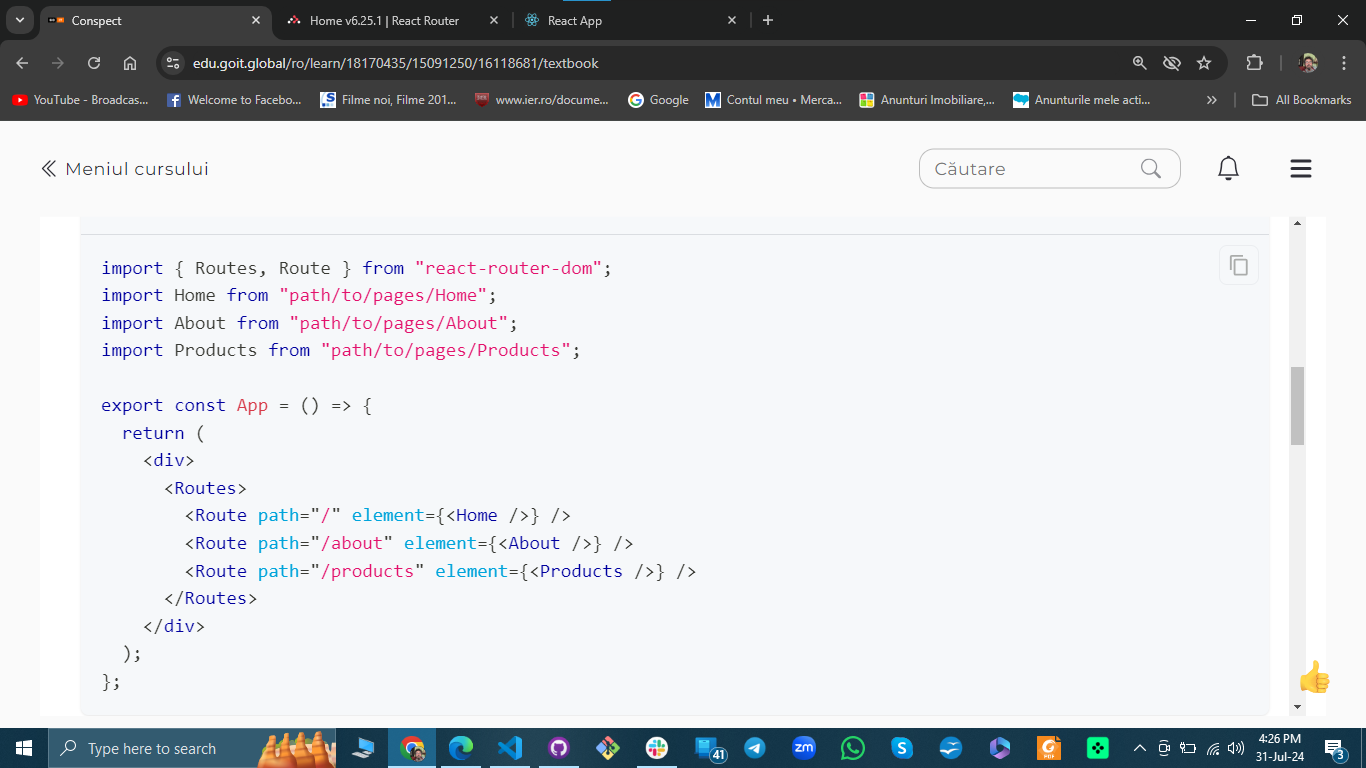 Conspect
Home v6.25.1 | React Router
React App
edu.goit.global/ro/learn/18170435/15091250/16118681/textbook
YouTube - Broadcas...
Welcome to Facebo...
Filme noi, Filme 201...
www.ier.ro/docume...
Google
Contul meu • Merca...
Anunturi Imobiliare,...
Anunturile mele acti...
All Bookmarks
Meniul cursului
Căutare
import { Routes, Route } from "react-router-dom";
import Home from "path/to/pages/Home";
import About from "path/to/pages/About";
import Products from "path/to/pages/Products";
export const App = () => {
return (
<div>
<Routes>
<Route path="/" element={<Home />} />
<Route path="/about" element={<About />} />
<Route path="/products" element={<Products />} />
</Routes>
</div>
);
};
Type here to search
41
zm
4:26 PM
31-Jul-24
3